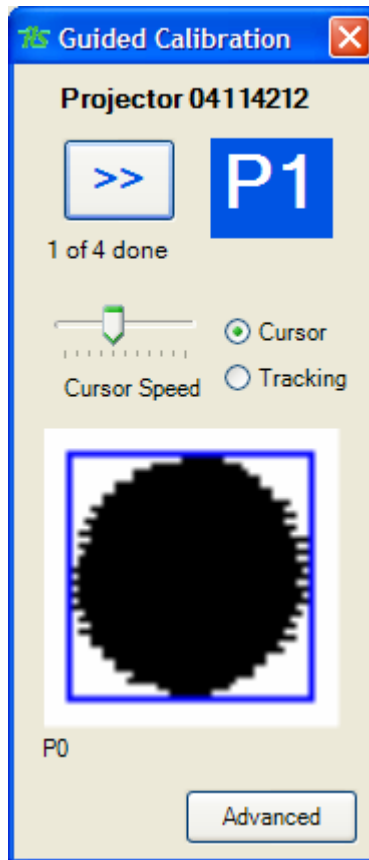 Guided Calibration
Projector 04114212
>> P1
1 of 4 done
Cursor
Tracking
Cursor Speed
P0
Advanced